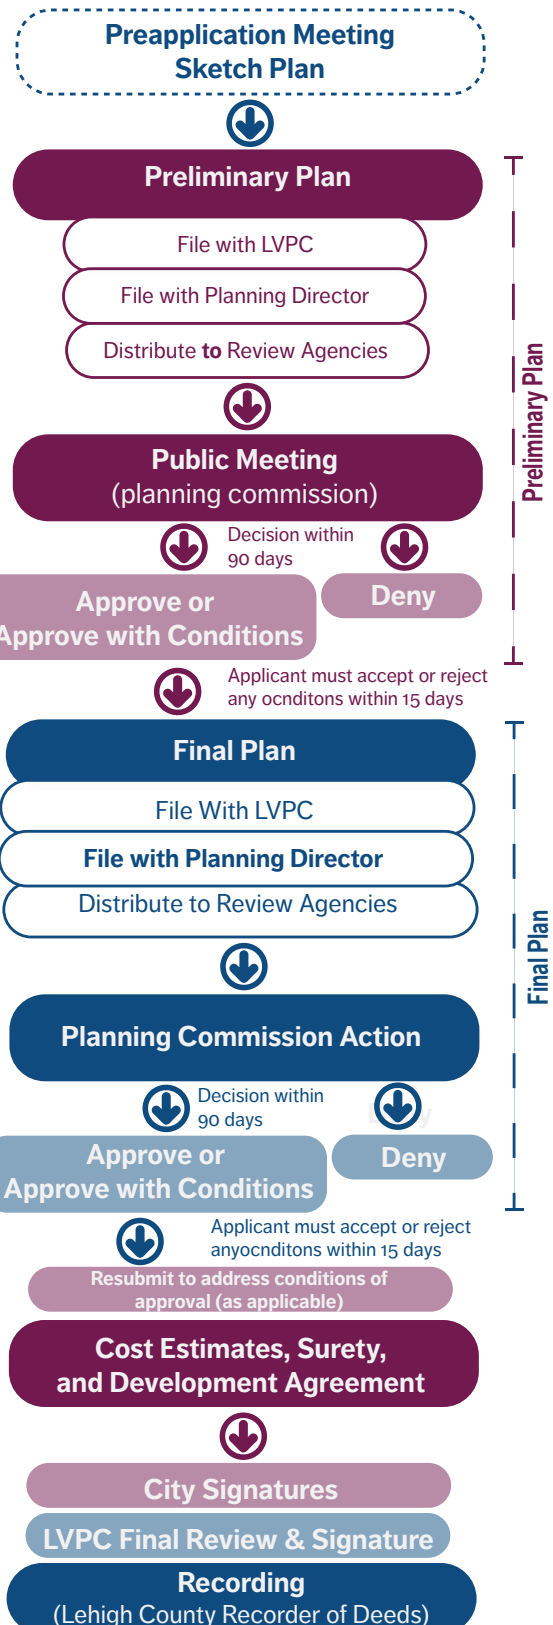 Preapplication Meeting
Sketch Plan
Preliminary Plan
File with LVPC
File with Planning Director
Distribute to Review Agencies
Public Meeting
(planning commission)
Decision within
90 days
Approve or
Approve with Conditions
Deny
Preliminary Plan
Applicant must accept or reject
any ocnditons within 15 days
Final Plan
File With LVPC
File with Planning Director
Distribute to Review Agencies
Planning Commission Action
Decision within
90 days
Approve or
Approve with Conditions
Deny
Final Plan
Applicant must accept or reject
anyocnditons within 15 days
Resubmit to address conditions of
approval (as applicable)
Cost Estimates, Surety,
and Development Agreement
City Signatures
LVPC Final Review & Signature
Recording
(Lehigh County Recorder of Deeds)